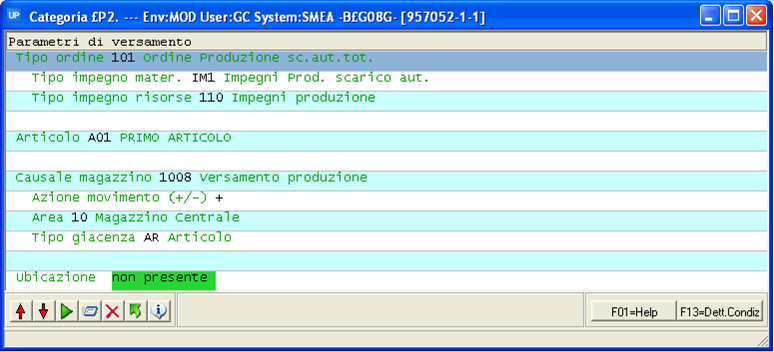 UP Categoria £P2. --- Env:MOD User:GC System:SMEA -B£G08G- [957052-1-1]
Parametri di versamento
Tipo ordine 101 Ordine Produzione sc.aut.tot.
Tipo impegno mater. IM1 Impegni Prod. scarico aut.
Tipo impegno risorse 110 Impegni produzione
Articolo A01 PRIMO ARTICOLO
Causale magazzino 1008 Versamento produzione
Azione movimento (+/-) +
Area 10 Magazzino Centrale
Tipo giacenza AR Articolo
Ubicazione non presente
F01=Help F13=Dett.Condiz